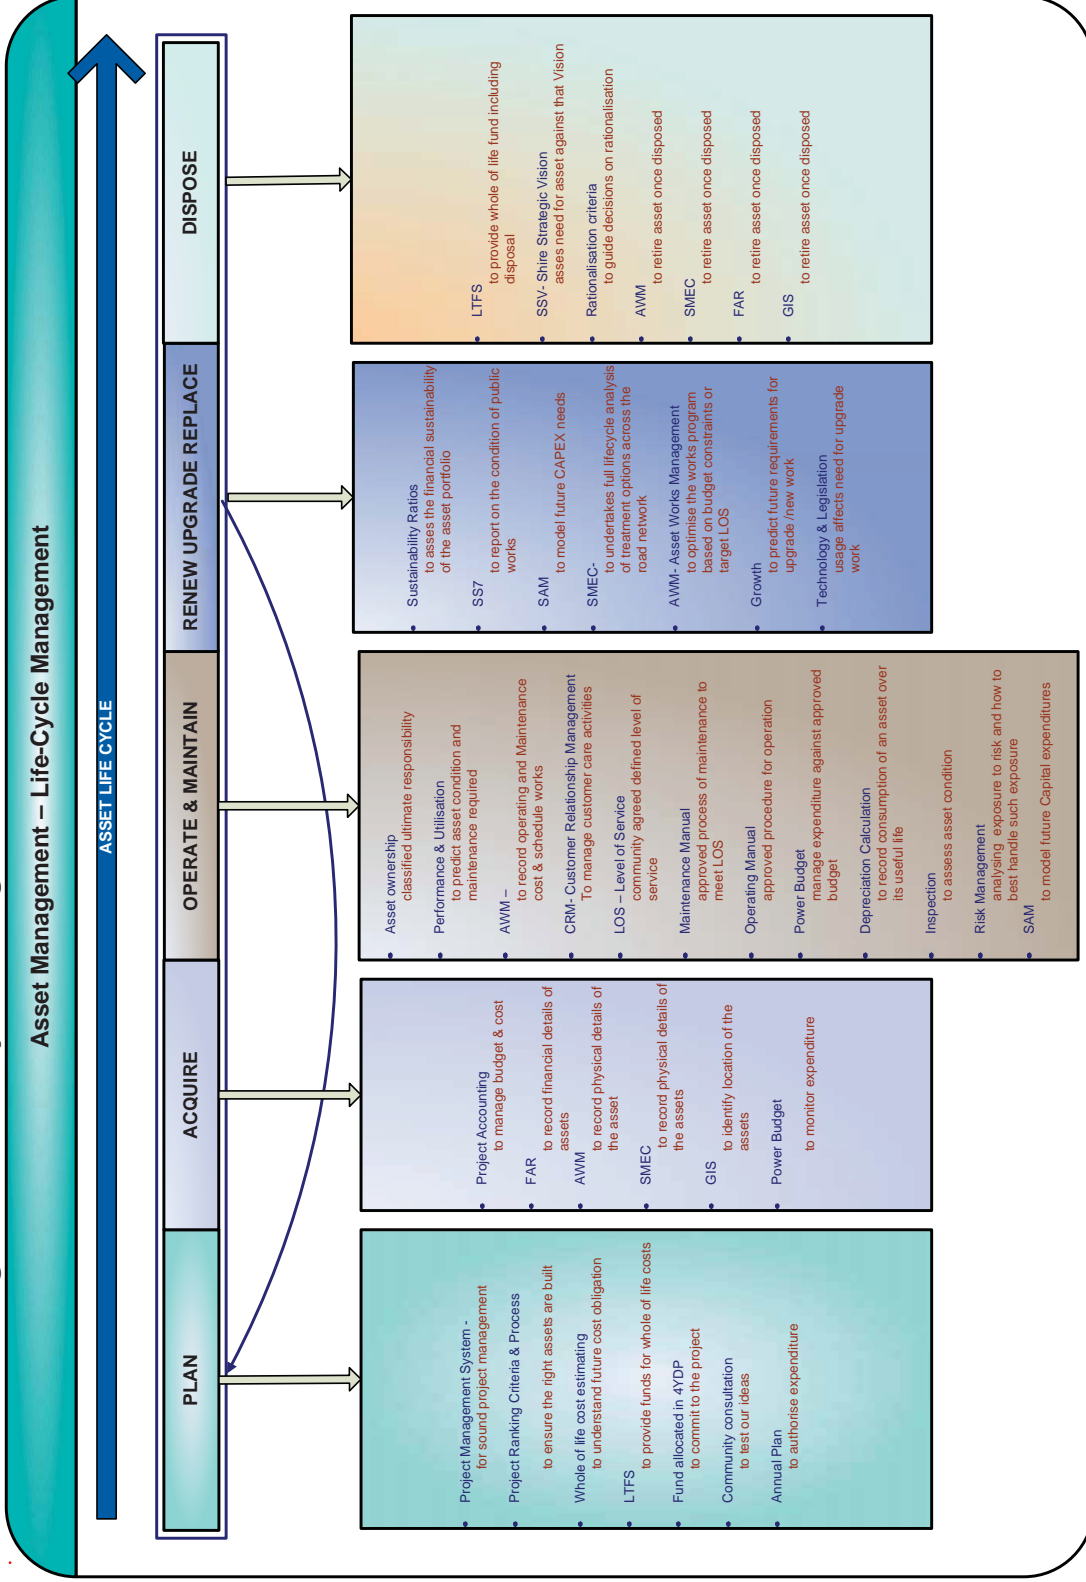 Asset Management – Life-Cycle Management
ASSET LIFE CYCLE
PLAN
ACQUIRE
OPERATE & MAINTAIN
RENEW UPGRADE REPLACE
DISPOSE
• Project Management System -
for sound project management
• Project Ranking Criteria & Process
to ensure the right assets are built
• Whole of life cost estimating
to understand future cost obligation
• LTFS
to provide funds for whole of life costs
• Fund allocated in 4YDP
to commit to the project
• Community consultation
to test our ideas
• Annual Plan
to authorise expenditure
• Project Accounting
to manage budget & cost
• FAR
to record financial details of
assets
• AWM
to record physical details of
the asset
• SMEC
to record physical details of
the assets
• GIS
to identify location of the
assets
• Power Budget
to monitor expenditure
• Asset ownership
classified ultimate responsibility
• Performance & Utilisation
to predict asset condition and
maintenance required
• AWM –
to record operating and Maintenance
cost & schedule works
• CRM- Customer Relationship Management
To manage customer care activities
• LOS – Level of Service
community agreed defined level of
service
• Maintenance Manual
approved process of maintenance to
meet LOS
• Operating Manual
approved procedure for operation
• Power Budget
manage expenditure against approved
budget
• Depreciation Calculation
to record consumption of an asset over
its useful life
• Inspection
to assess asset condition
• Risk Management
analysing exposure to risk and how to
best handle such exposure
• SAM
to model future Capital expenditures
• Sustainability Ratios
to asses the financial sustainability
of the asset portfolio
• SS7
to report on the condition of public
works
• SAM
to model future CAPEX needs
• SMEC-
to undertakes full lifecycle analysis
of treatment options across the
road network
• AWM- Asset Works Management
to optimise the works program
based on budget constraints or
target LOS
• Growth
to predict future requirements for
upgrade /new work
• Technology & Legislation
usage affects need for upgrade
work
• LTFS
to provide whole of life fund including
disposal
• SSV- Shire Strategic Vision
asses need for asset against that Vision
• Rationalisation criteria
to guide decisions on rationalisation
• AWM
to retire asset once disposed
• SMEC
to retire asset once disposed
• FAR
to retire asset once disposed
• GIS
to retire asset once disposed